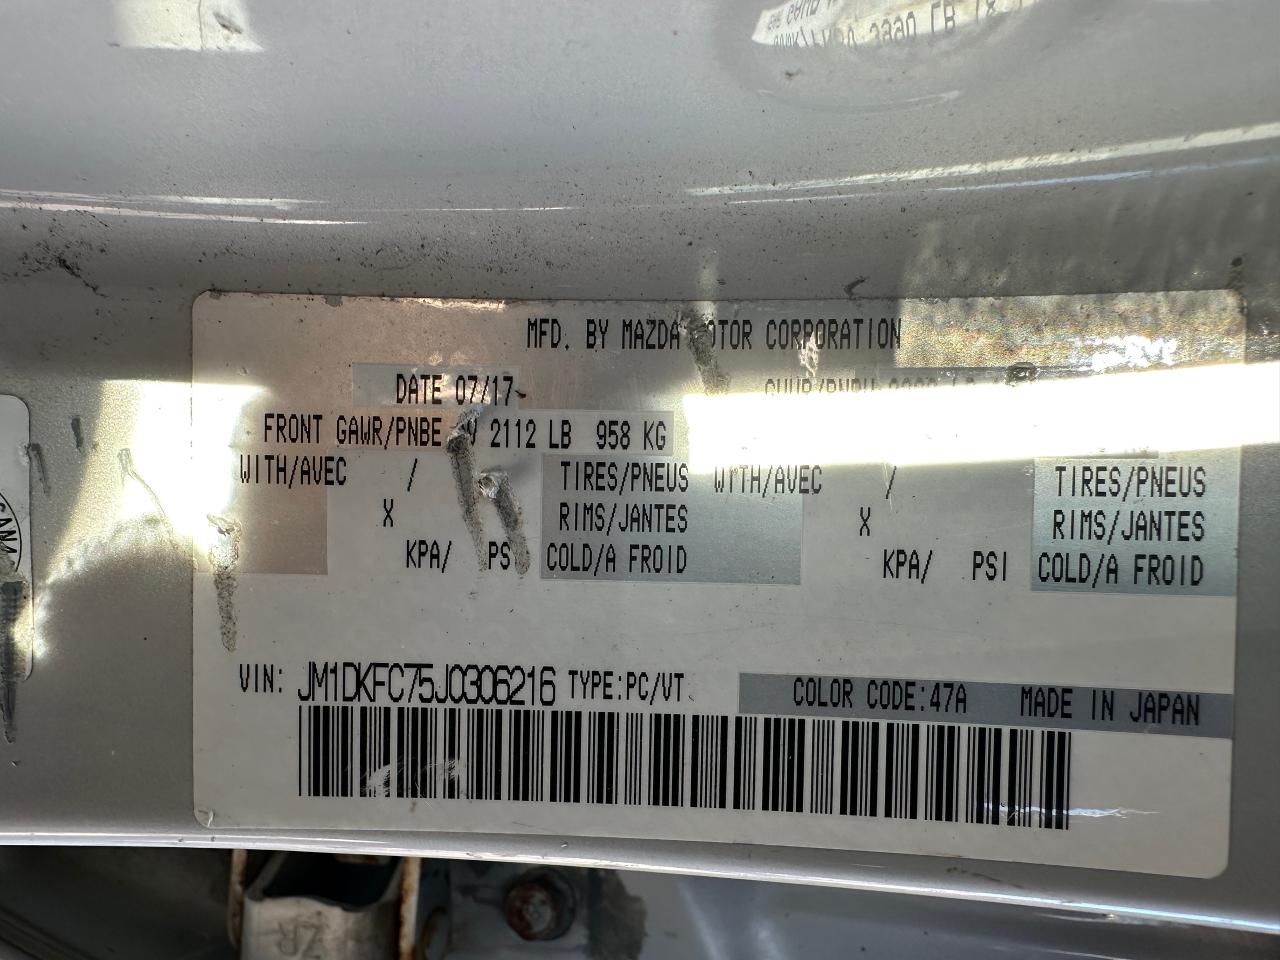 MFD. BY MAZDA MOTOR CORPORATION
DATE 07/17
FRONT GAWR/PNBE AV 2112 LB 958 KG
WITH/AVEC / TIRES/PNEUS WITH/AVEC / TIRES/PNEUS
X RIMS/JANTES X RIMS/JANTES
KPA/ PSI COLD/A FROID KPA/ PSI COLD/A FROID
VIN: JM1DKFC75J0306216 TYPE:PC/VT COLOR CODE:47A MADE IN JAPAN